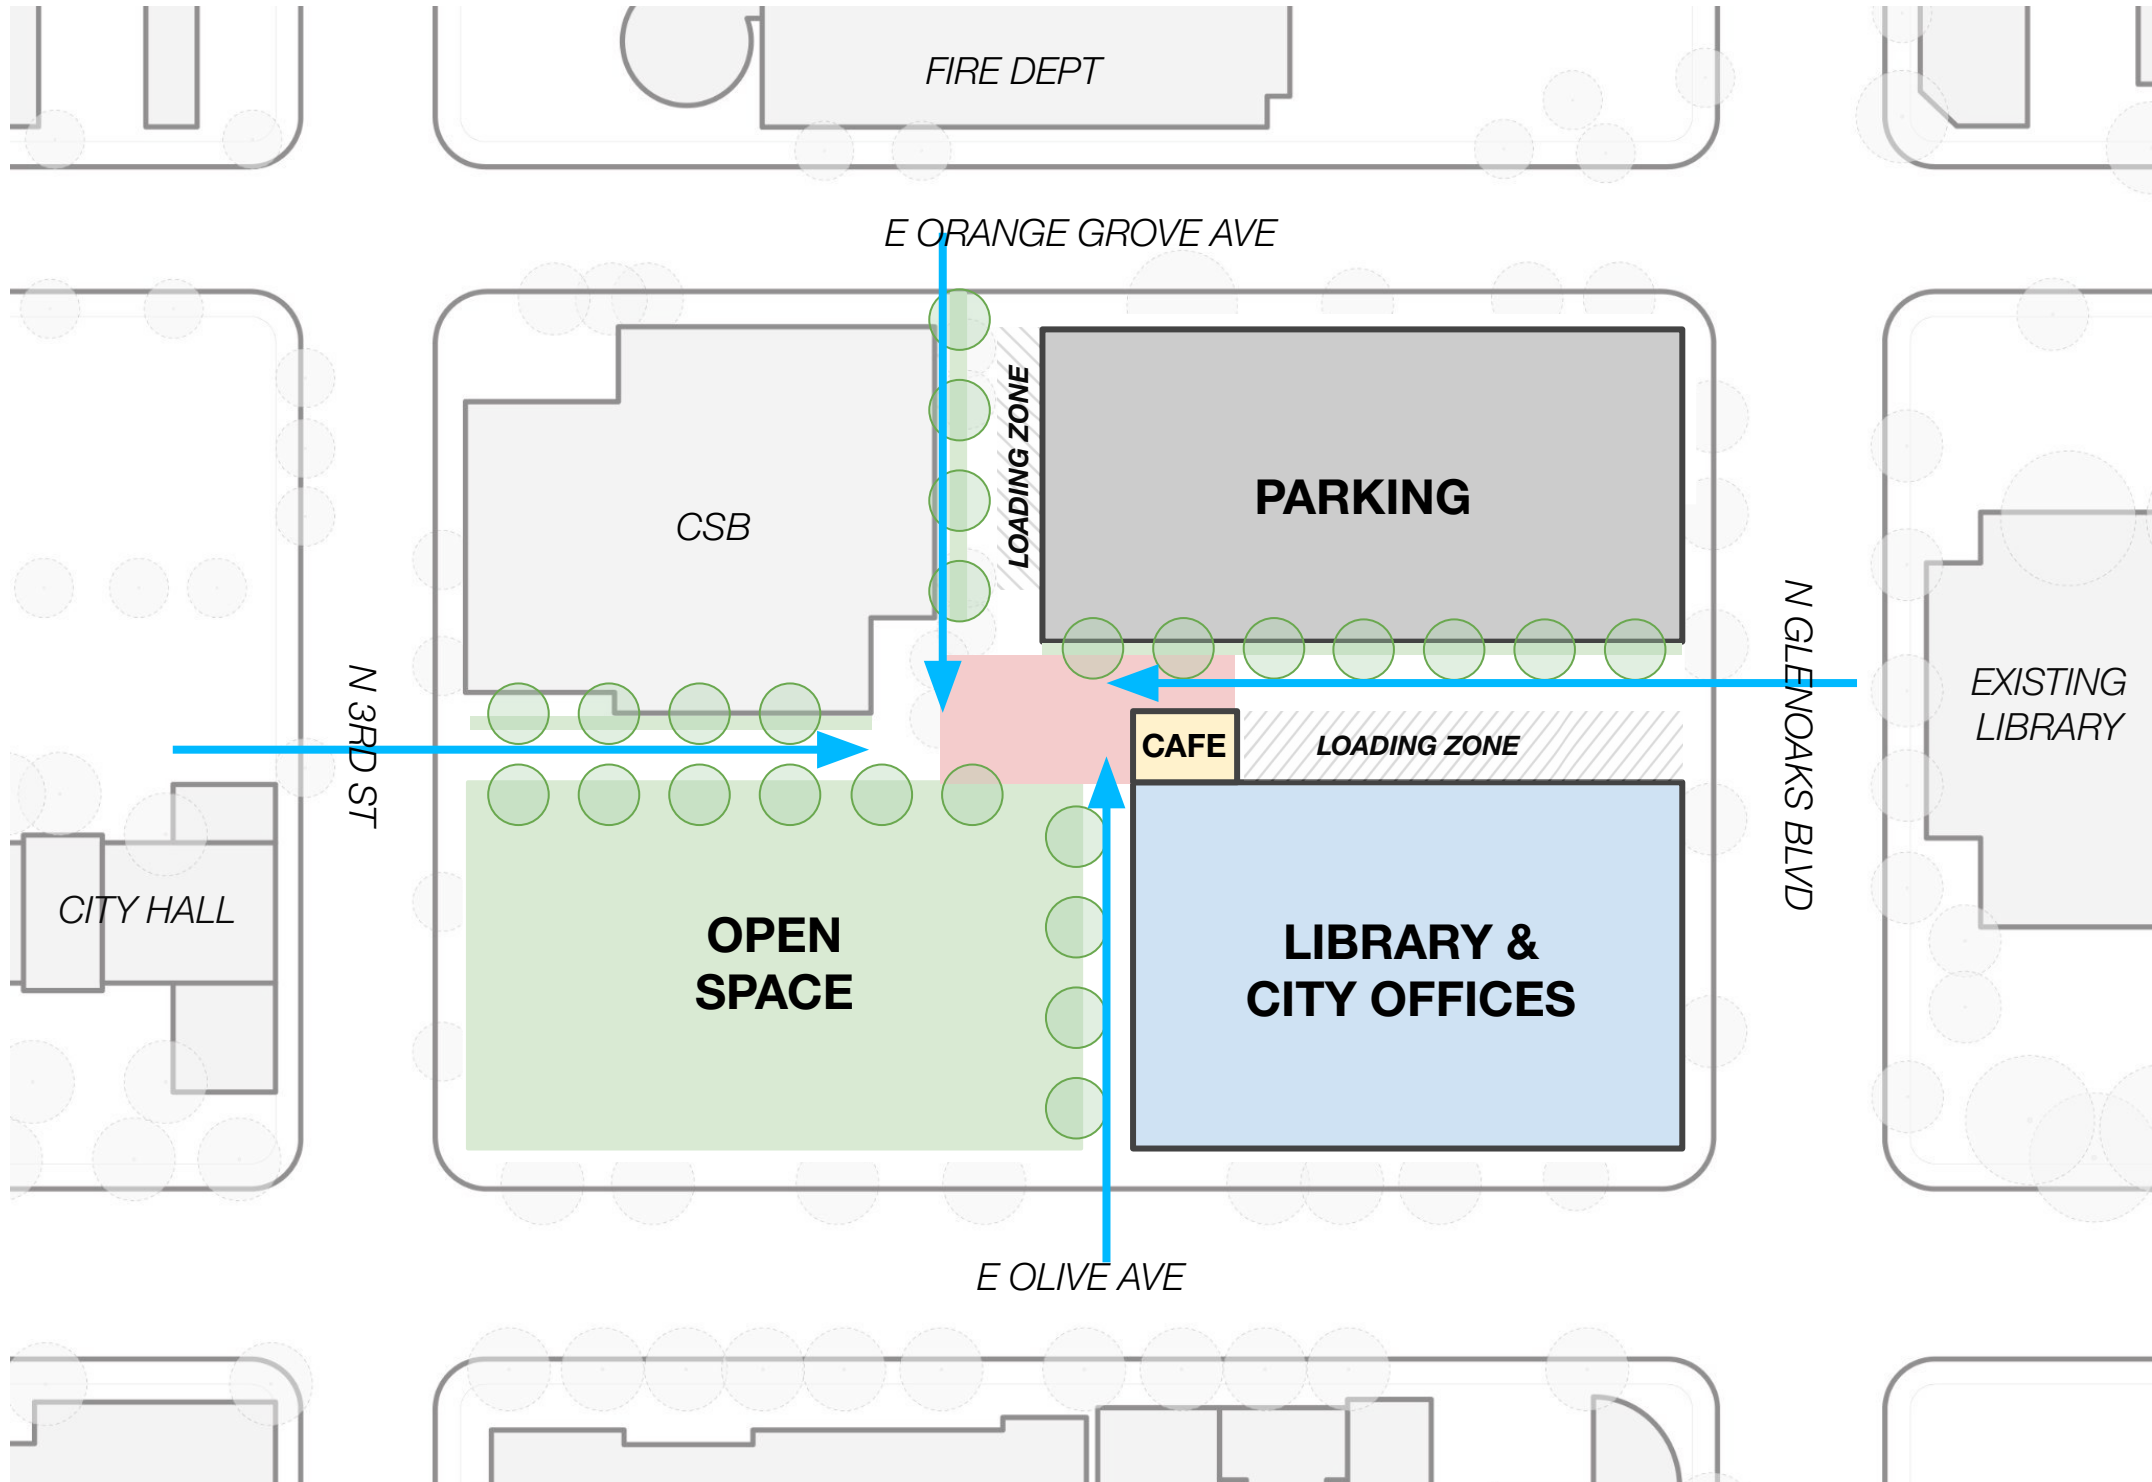 FIRE DEPT
E ORANGE GROVE AVE
LOADING ZONE
PARKING
CSB
N 3RD ST
N GLENOAKS BLVD
EXISTING
LIBRARY
CAFE
LOADING ZONE
CITY HALL
OPEN
SPACE
LIBRARY &
CITY OFFICES
E OLIVE AVE